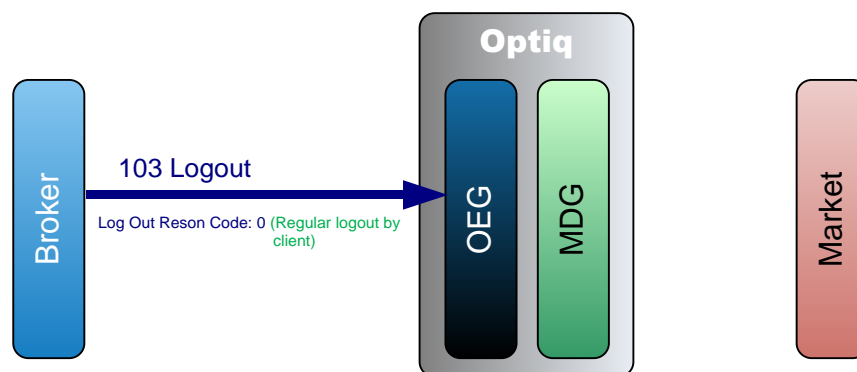 Optiq
Broker
103 Logout
Log Out Reson Code: 0 (Regular logout by
client)
OEG
MDG
Market